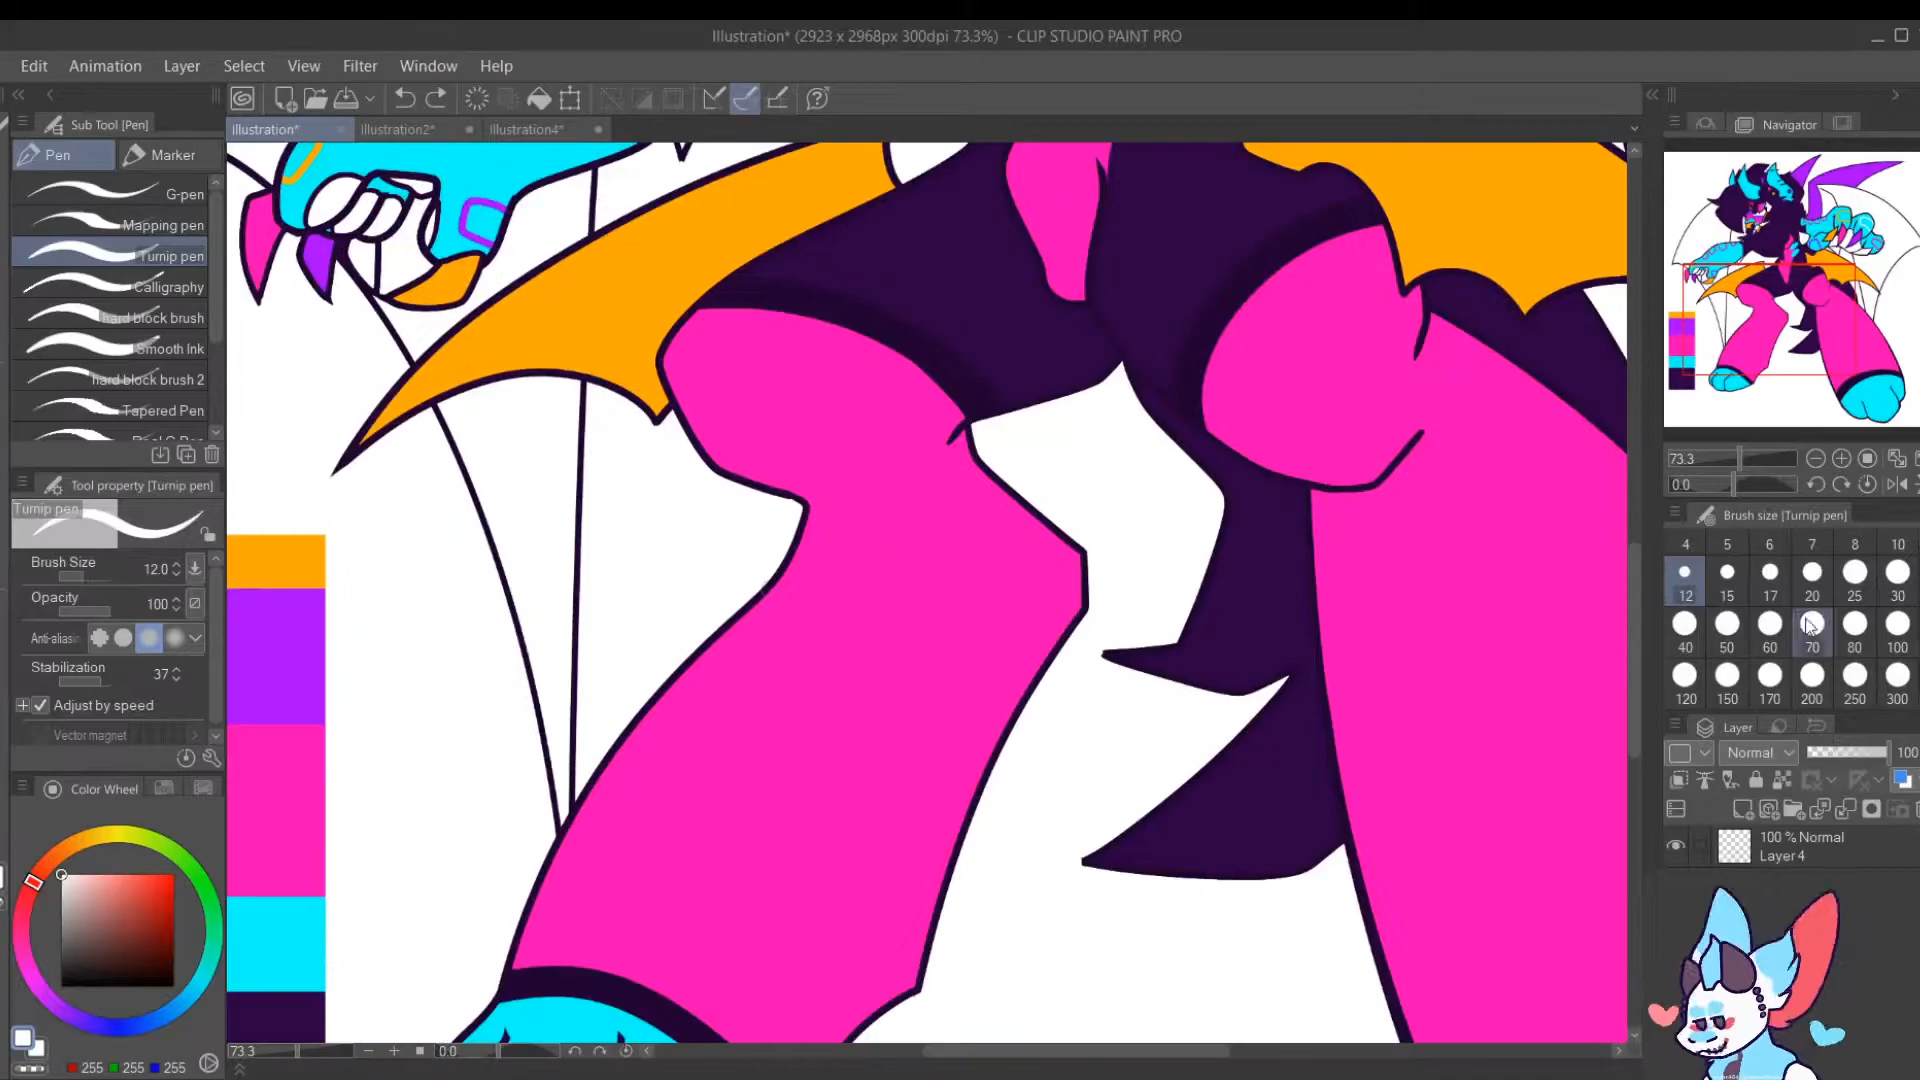 Illustration* (2923 x 2968px 300dpi 73.3%) - CLIP STUDIO PAINT PRO
Edit Animation Layer Select View Filter Window Help
Illustration* Illustration2* Illustration4*
Sub Tool [Pen]
Pen Marker
G-pen
Mapping pen
Turnip pen
Calligraphy
hard block brush
Smooth Ink
hard block brush 2
Tapered Pen
Tool property [Turnip pen]
Turnip pen
Brush Size 12.0
Opacity 100
Anti-aliasin
Stabilization 37
Adjust by speed
Vector magnet
Color Wheel
255 255 255
73.3 0.0
Navigator
73.3
0.0
Brush size [Turnip pen]
4 5 6 7 8 10
12 15 17 20 25 30
40 50 60 70 80 100
120 150 170 200 250 300
Layer
Normal 100
100 % Normal
Layer 4